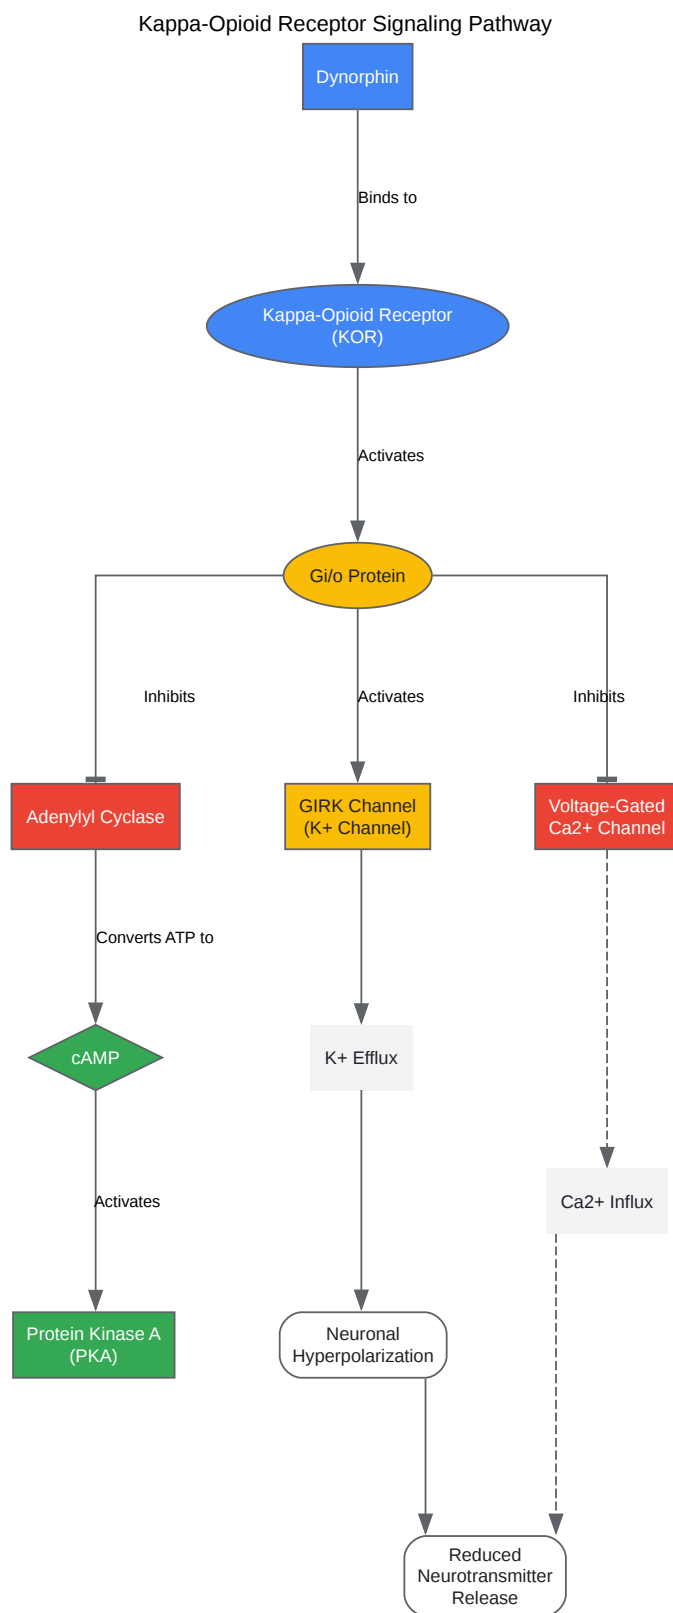 Kappa-Opioid Receptor Signaling Pathway
Dynorphin
Binds to
Kappa-Opioid Receptor
(KOR)
Activates
Gi/o Protein
Inhibits
Activates
Inhibits
Adenylyl Cyclase
GIRK Channel
(K+ Channel)
Voltage-Gated
Ca2+ Channel
Converts ATP to
cAMP
K+ Efflux
Activates
Ca2+ Influx
Protein Kinase A
(PKA)
Neuronal
Hyperpolarization
Reduced
Neurotransmitter
Release